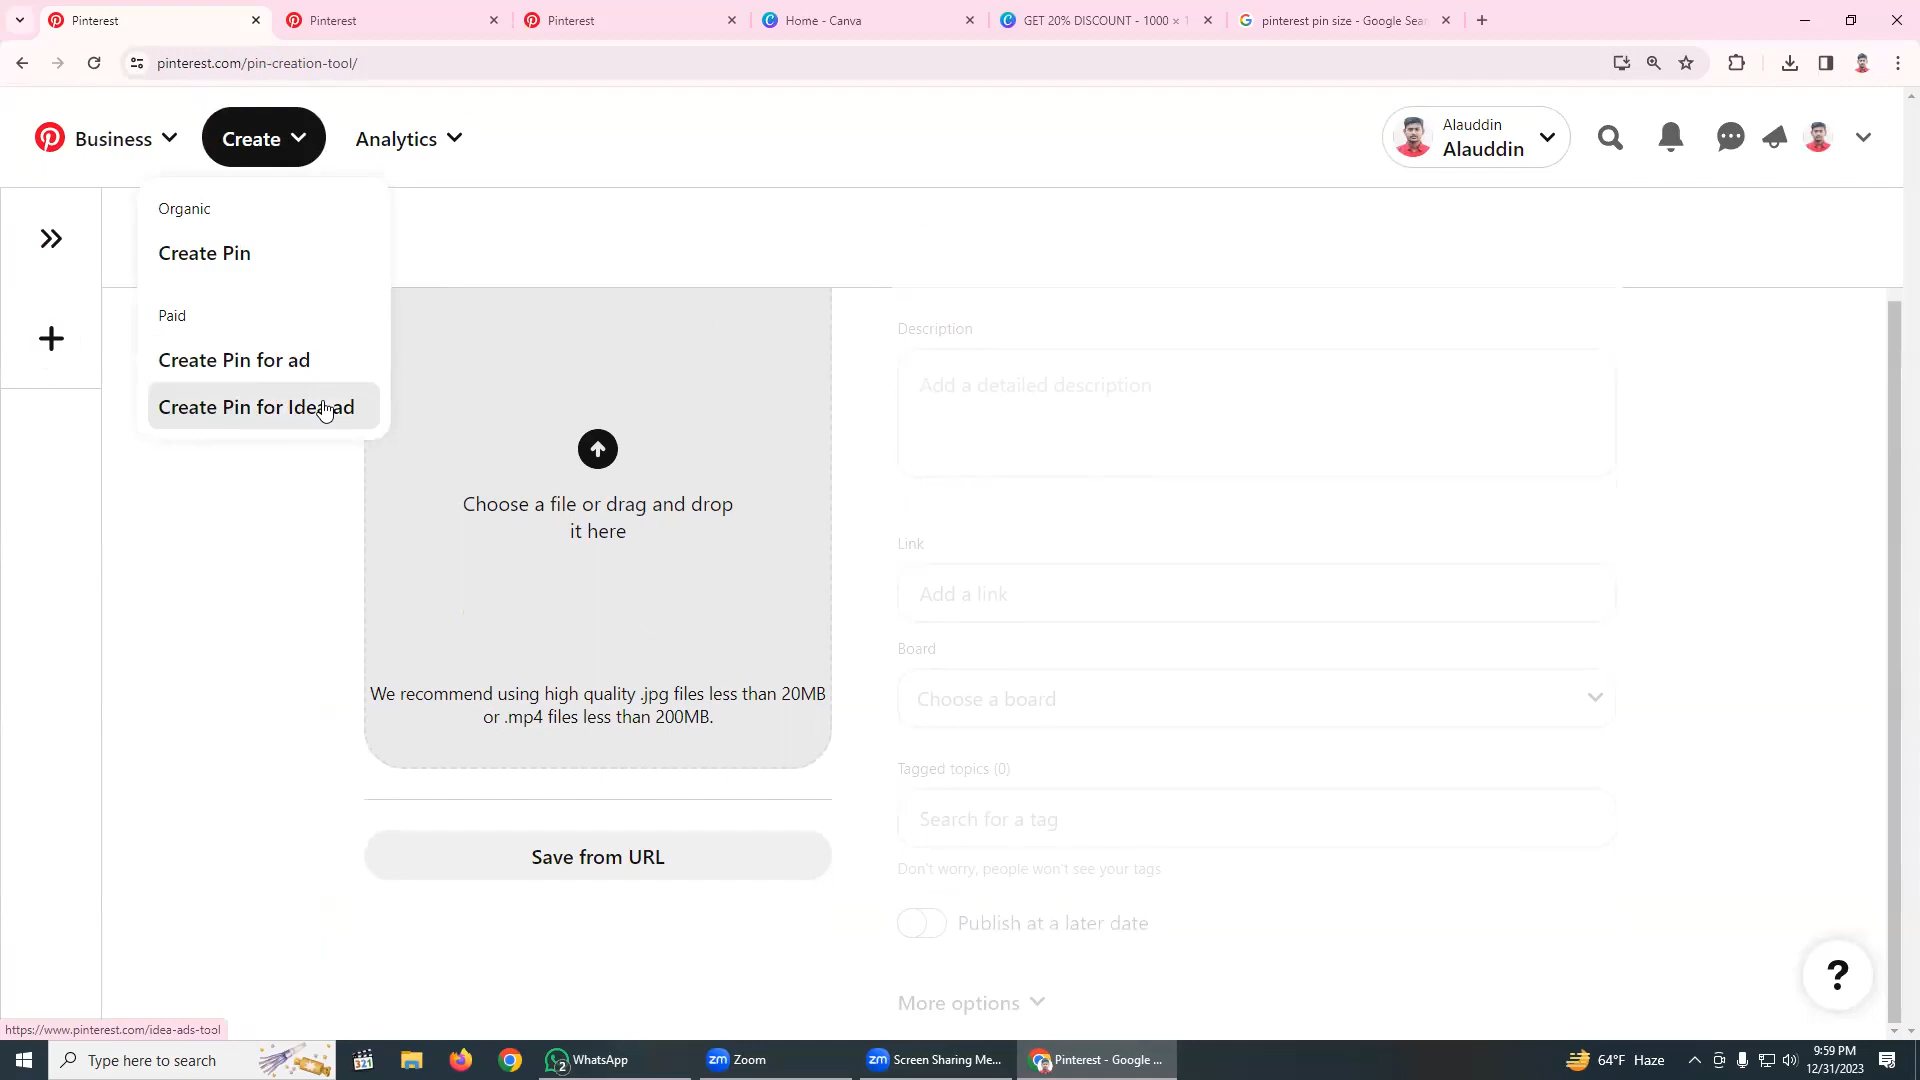 Pinterest
Pinterest
Pinterest
Home - Canva
GET 20% DISCOUNT - 1000 × 1
pinterest pin size - Google Sear
pinterest.com/pin-creation-tool/
Business
Create
Analytics
Alauddin
Alauddin
Organic
Create Pin
Paid
Create Pin for ad
Create Pin for Idea ad
Choose a file or drag and drop
it here
We recommend using high quality .jpg files less than 20MB
or .mp4 files less than 200MB.
Save from URL
Description
Add a detailed description
Link
Add a link
Board
Choose a board
Tagged topics (0)
Search for a tag
Don't worry, people won't see your tags
Publish at a later date
More options
?
https://www.pinterest.com/idea-ads-tool
Type here to search
321
2
WhatsApp
zm
Zoom
zm
Screen Sharing Me...
Pinterest - Google ...
64°F Haze
9:59 PM
12/31/2023